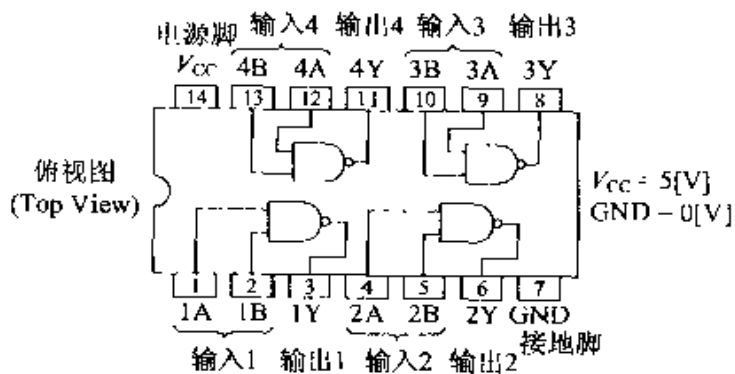 电源脚 输入4 输出4 输入3 输出3
VCC 4B 4A 4Y 3B 3A 3Y
14 13 12 11 10 9 8
俯视图
(Top View)
VCC = 5[V]
GND - 0[V]
1 2 3 4 5 6 7
1A 1B 1Y 2A 2B 2Y GND
接地脚
输入1 输出1 输入2 输出2